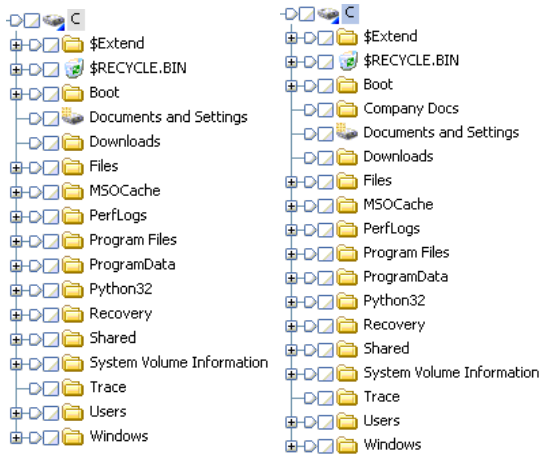 C
$Extend
$RECYCLE.BIN
Boot
Documents and Settings
Downloads
Files
MSOCache
PerfLogs
Program Files
ProgramData
Python32
Recovery
Shared
System Volume Information
Trace
Users
Windows
C
$Extend
$RECYCLE.BIN
Boot
Company Docs
Documents and Settings
Downloads
Files
MSOCache
PerfLogs
Program Files
ProgramData
Python32
Recovery
Shared
System Volume Information
Trace
Users
Windows